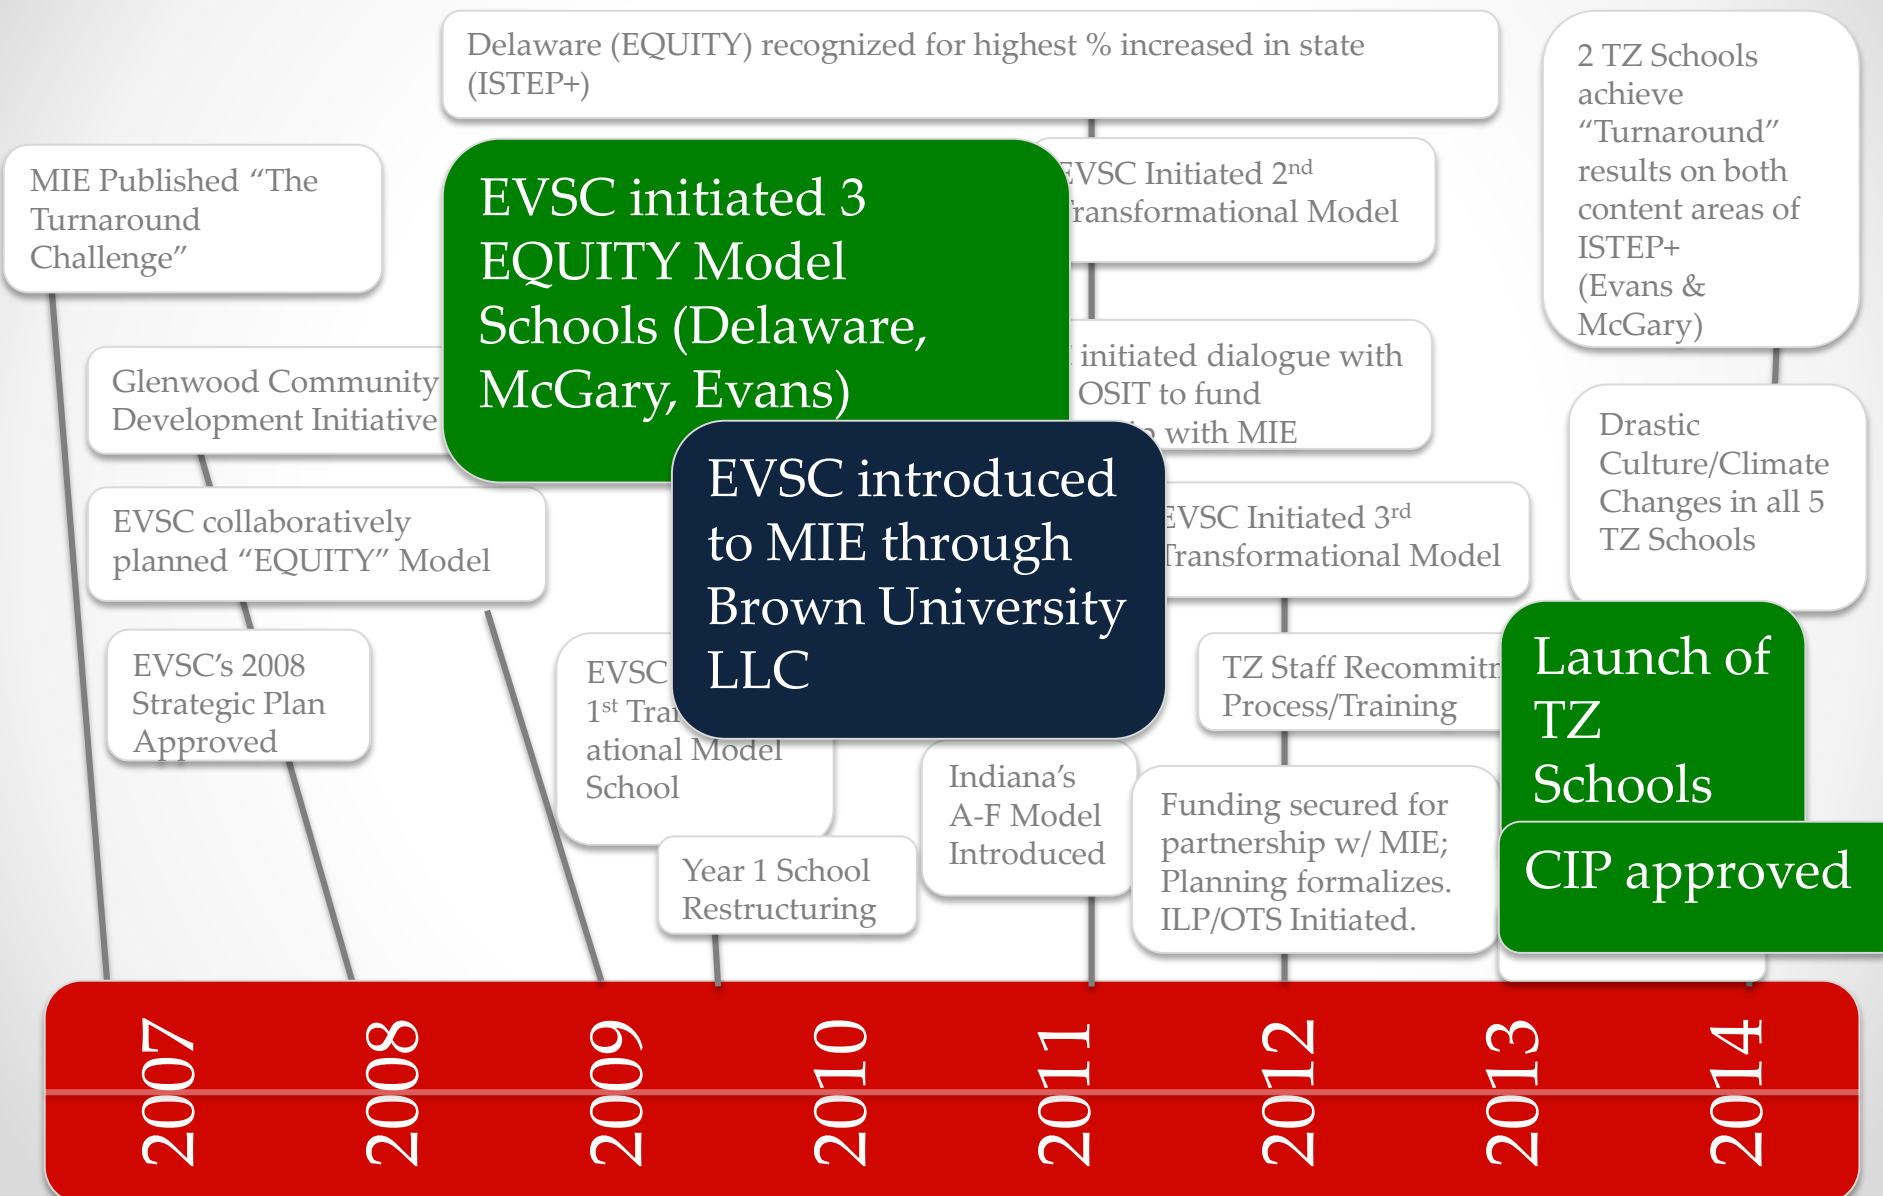 Delaware (EQUITY) recognized for highest % increased in state
(ISTEP+)
2 TZ Schools
achieve
“Turnaround”
results on both
content areas of
ISTEP+
(Evans &
McGary)
MIE Published “The
Turnaround
Challenge”
EVSC initiated 3
EQUITY Model
Schools (Delaware,
McGary, Evans)
EVSC Initiated 2nd
Transformational Model
Glenwood Community
Development Initiative
initiated dialogue with
OSIT to fund
with MIE
Drastic
Culture/Climate
Changes in all 5
TZ Schools
EVSC collaboratively
planned “EQUITY” Model
EVSC introduced
to MIE through
Brown University
LLC
EVSC Initiated 3rd
Transformational Model
EVSC’s 2008
Strategic Plan
Approved
EVSC
1st
ational Model
School
TZ Staff
Process/Training
Launch of
TZ
Schools
Indiana’s
A-F Model
Introduced
Funding secured for
partnership w/ MIE;
Planning formalizes.
ILP/OTS Initiated.
Year 1 School
Restructuring
CIP approved
2007
2008
2009
2010
2011
2012
2013
2014